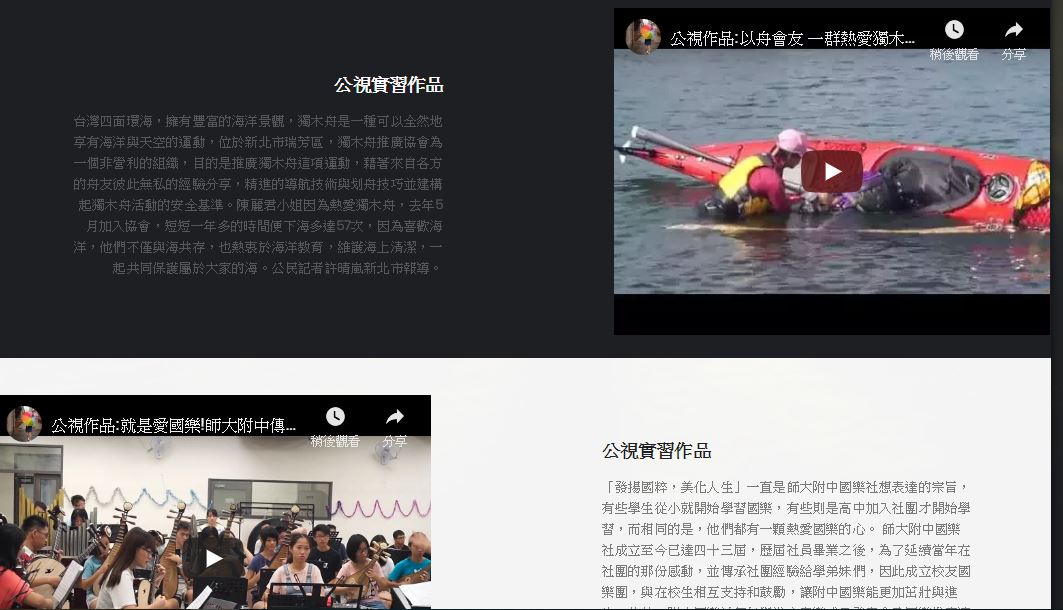 公視作品:以舟會友 一群熱愛獨木...
稍後觀看
分享
公視實習作品
台灣四面環海，擁有豐富的海洋景觀，獨木舟是一種可以全然地
享有海洋與天空的運動，位於新北市瑞芳區，獨木舟推廣協會為
一個非營利的組織，目的是推廣獨木舟這項運動，藉著來自各方
的舟友彼此無私的經驗分享，精進的導航技術與划舟技巧並建構
起獨木舟活動的安全基準。陳麗君小姐因為熱愛獨木舟，去年5
月加入協會，短短一年多的時間便下海多達57次，因為喜歡海
洋，他們不僅與海共存，也熱衷於海洋教育，維護海上清潔，一
起共同保護屬於大家的海。公民記者許晴嵐新北市報導。
公視作品:就是愛國樂!師大附中傳...
稍後觀看
分享
公視實習作品
「發揚國粹，美化人生」一直是師大附中國樂社想表達的宗旨，
有些學生從小就開始學習國樂，有些則是高中加入社團才開始學
習，而相同的是，他們都有一顆熱愛國樂的心。 師大附中國樂
社成立至今已達四十三屆，歷屆社員畢業之後，為了延續當年在
社團的那份感動，並傳承社團經驗給學弟妹們，因此成立校友國
樂團，與在校生相互支持和鼓勵，讓附中國樂能更加茁壯與進